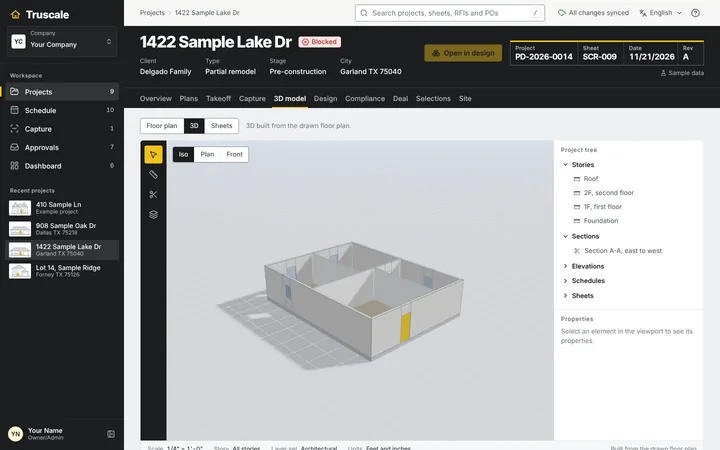 Truscale
Company
YC
Your Company
Workspace
Projects 9
Schedule 10
Capture 1
Approvals 7
Dashboard 6
Recent projects
410 Sample Ln
Example project
908 Sample Oak Dr
Dallas TX 75218
1422 Sample Lake Dr
Garland TX 75040
Lot 14, Sample Ridge
Forney TX 75126
YN
Your Name
Owner/Admin
Projects 1422 Sample Lake Dr
Search projects, sheets, RFIs and POs /
All changes synced
English
1422 Sample Lake Dr
Blocked
Client Type Stage City
Delgado Family Partial remodel Pre-construction Garland TX 75040
Open in design
Project Sheet Date Rev
PD-2026-0014 SCR-009 11/21/2026 A
Sample data
Overview Plans Takeoff Capture 3D model Design Compliance Deal Selections Site
Floor plan 3D Sheets 3D built from the drawn floor plan.
Iso Plan Front
Project tree
Stories
Roof
2F, second floor
1F, first floor
Foundation
Sections
Section A-A, east to west
Elevations
Schedules
Sheets
Properties
Select an element in the viewport to see its
properties.
Scale 1/4" = 1'-0" Story All stories Layer set Architectural Units Feet and inches Built from the drawn floor plan